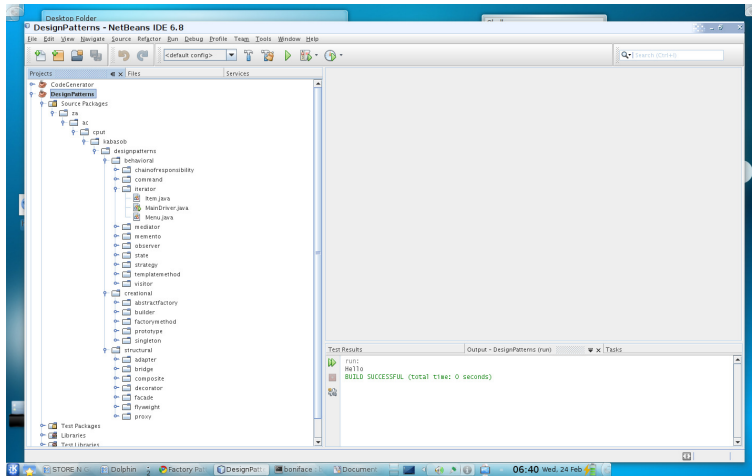 Desktop Folder
DesignPatterns - NetBeans IDE 6.8
File Edit View Navigate Source Refactor Run Debug Profile Team Tools Window Help
<default config>
Search (Ctrl+I)
Projects Files Services
CodeGenerator
DesignPatterns
Source Packages
za
ac
cput
kabasob
designpatterns
behavioral
chainofresponsibility
command
iterator
Item.java
MainDriver.java
Menu.java
mediator
memento
observer
state
strategy
templatemethod
visitor
creational
abstractfactory
builder
factorymethod
prototype
singleton
structural
adapter
bridge
composite
decorator
facade
flyweight
proxy
Test Packages
Libraries
Test Libraries
Test Results Output - DesignPatterns (run) Tasks
run:
Hello
BUILD SUCCESSFUL (total time: 0 seconds)
STORE N Dolphin Factory Pat DesignPatt boniface Document 06:40 Wed, 24 Feb